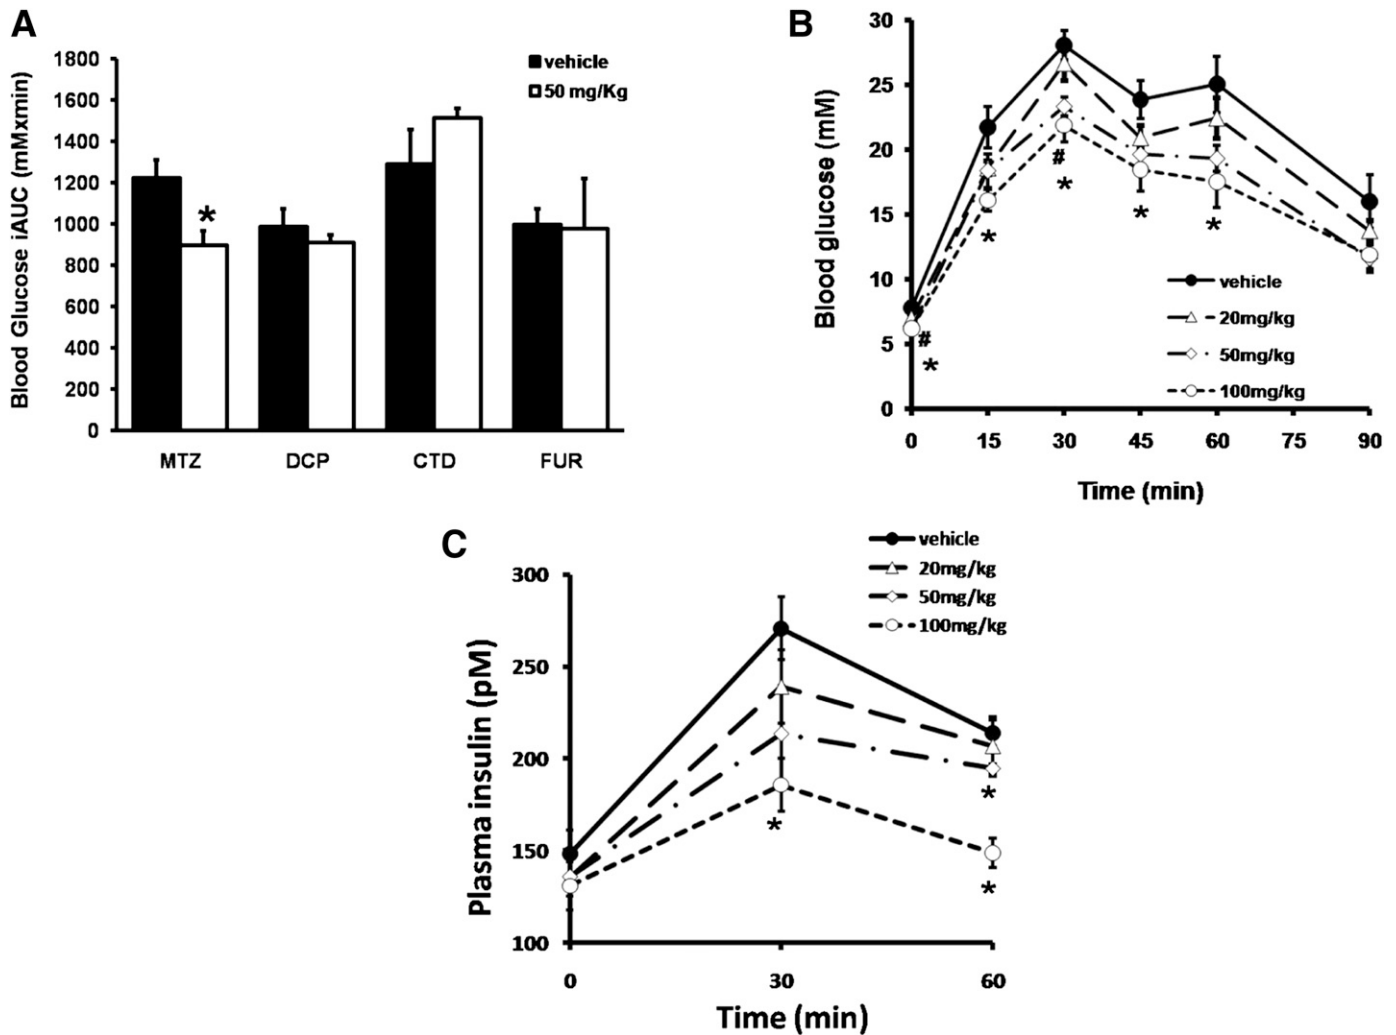 A
Blood Glucose iAUC (mMxmin)
1800
1600
1400
1200
1000
800
600
400
200
0
vehicle
50 mg/Kg
*
MTZ
DCP
CTD
FUR
B
Blood glucose (mM)
30
25
20
15
10
5
0
#
*
*
#
*
*
*
vehicle
20mg/kg
50mg/kg
100mg/kg
0 15 30 45 60 75 90
Time (min)
C
vehicle
20mg/kg
50mg/kg
100mg/kg
Plasma insulin (pM)
300
250
200
150
100
*
*
*
0 30 60
Time (min)